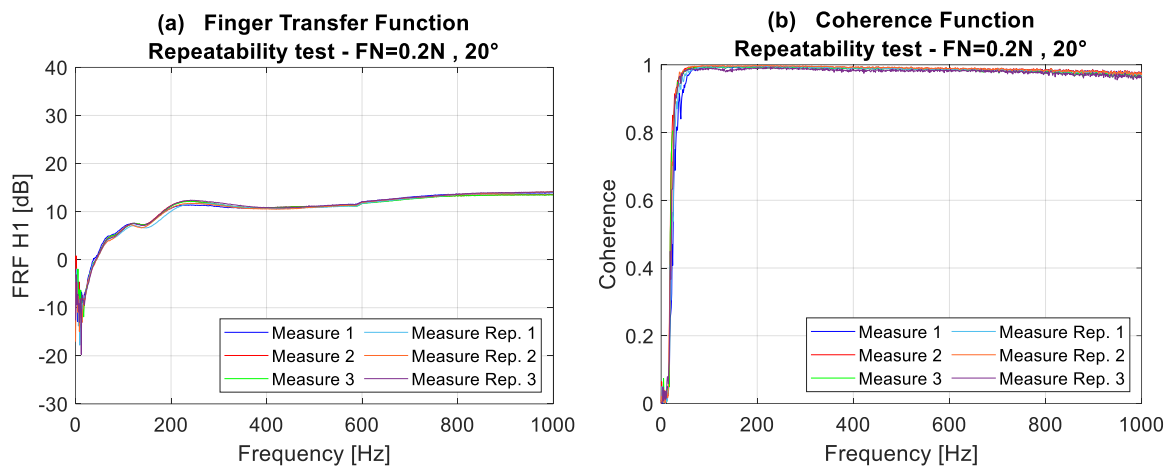 (a) Finger Transfer Function
Repeatability test - FN=0.2N , 20°
40
30
20
10
0
-10
-20
-30
FRF H1 [dB]
Measure 1
Measure Rep. 1
Measure 2
Measure Rep. 2
Measure 3
Measure Rep. 3
0
200
400
600
800
1000
Frequency [Hz]
(b) Coherence Function
Repeatability test - FN=0.2N , 20°
1
0.8
0.6
0.4
0.2
0
Coherence
Measure 1
Measure Rep. 1
Measure 2
Measure Rep. 2
Measure 3
Measure Rep. 3
0
200
400
600
800
1000
Frequency [Hz]